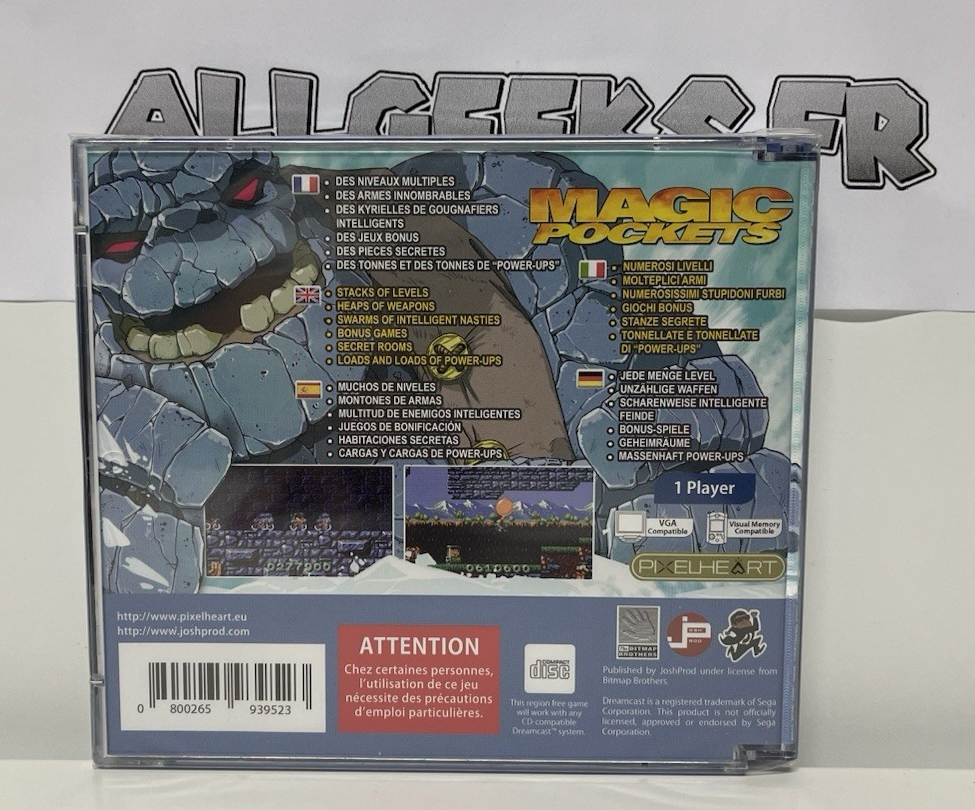 ALLGEEKS.FR
DES NIVEAUX MULTIPLES
DES ARMES INNOMBRABLES
DES KYRIELLES DE GOUGNAFIERS
INTELLIGENTS
DES JEUX BONUS
DES PIECES SECRETES
DES TONNES ET DES TONNES DE "POWER-UPS"
STACKS OF LEVELS
HEAPS OF WEAPONS
SWARMS OF INTELLIGENT NASTIES
BONUS GAMES
SECRET ROOMS
LOADS AND LOADS OF POWER-UPS
MUCHOS DE NIVELES
MONTONES DE ARMAS
MULTITUD DE ENEMIGOS INTELIGENTES
JUEGOS DE BONIFICACIÓN
HABITACIONES SECRETAS
CARGAS Y CARGAS DE POWER-UPS
MAGIC
POCKETS
NUMEROSI LIVELLI
MOLTEPLICI ARMI
NUMEROSISSIMI STUPIDONI FURBI
GIOCHI BONUS
STANZE SEGRETE
TONNELLATE E TONNELLATE
DI "POWER-UPS"
JEDE MENGE LEVEL
UNZÄHLIGE WAFFEN
SCHARENWEISE INTELLIGENTE
FEINDE
BONUS-SPIELE
GEHEIMRÄUME
MASSENHAFT POWER-UPS
1 Player
VGA
Compatible
Visual Memory
Compatible
PIXELHEART
0277000
0610600
http://www.pixelheart.eu
http://www.joshprod.com
0 800265 939523
ATTENTION
Chez certaines personnes,
l'utilisation de ce jeu
nécessite des précautions
d'emploi particulières.
COMPACT
disc
This region free game
will work with any
CD-compatible
Dreamcast™ system.
The BITMAP
BROTHERS
Published by JoshProd under license from
Bitmap Brothers.
Dreamcast is a registered trademark of Sega
Corporation. This product is not officially
licensed, approved or endorsed by Sega
Corporation.